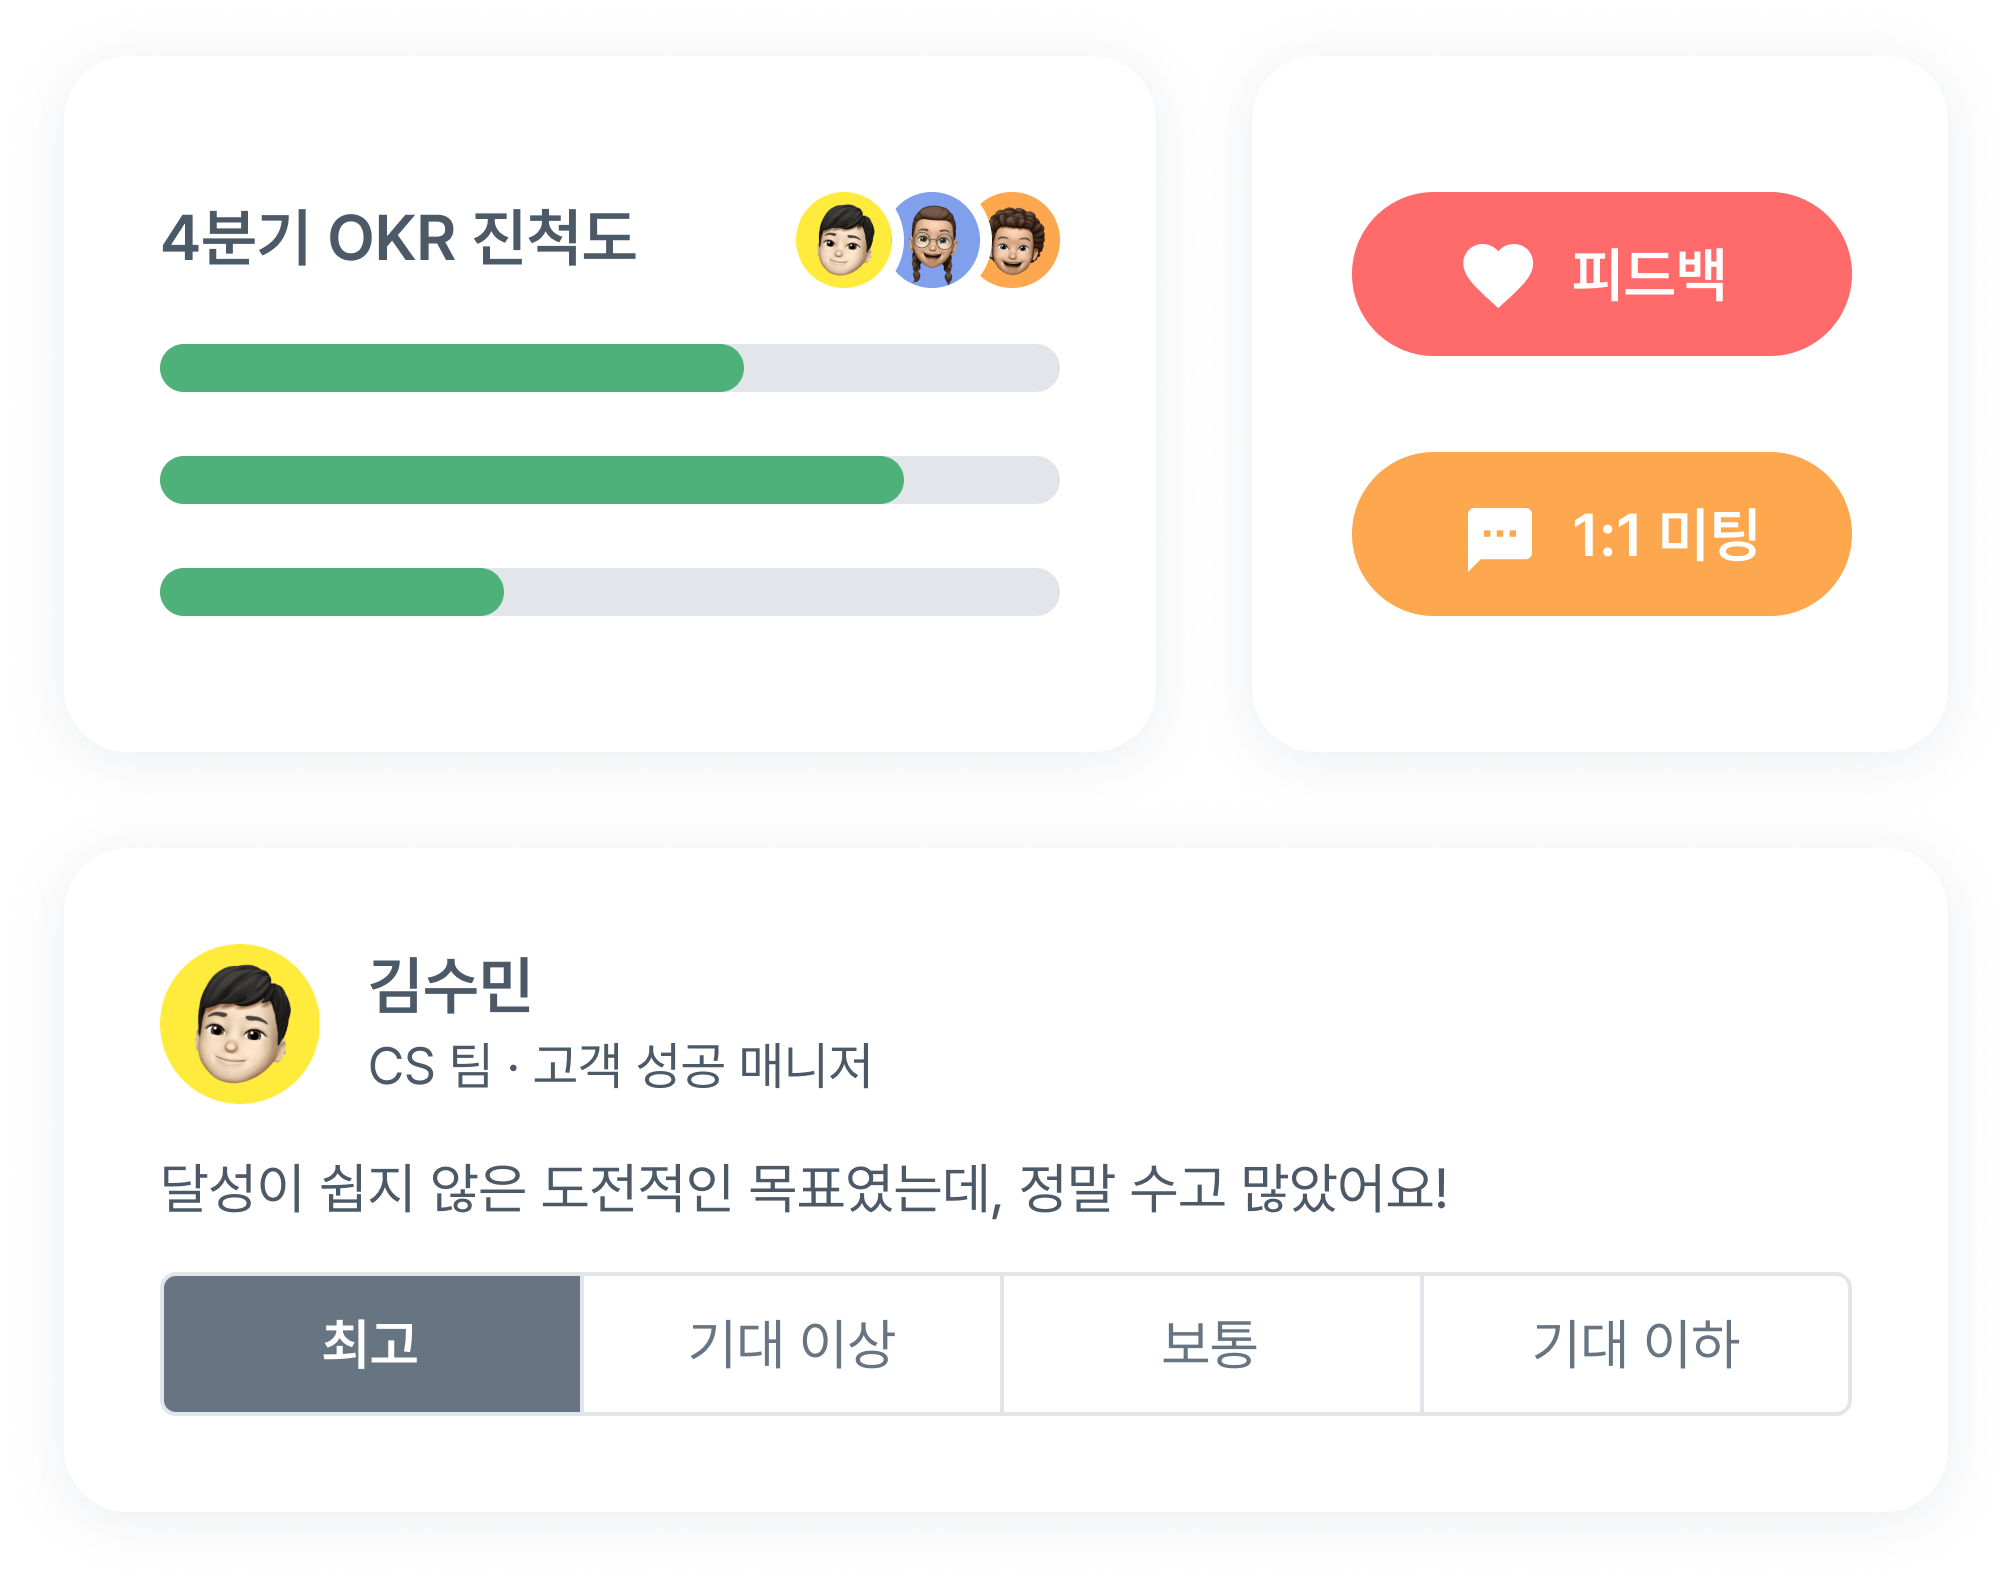 4분기 OKR 진척도
피드백
1:1 미팅
김수민
CS 팀 · 고객 성공 매니저
달성이 쉽지 않은 도전적인 목표였는데, 정말 수고 많았어요!
최고
기대 이상
보통
기대 이하